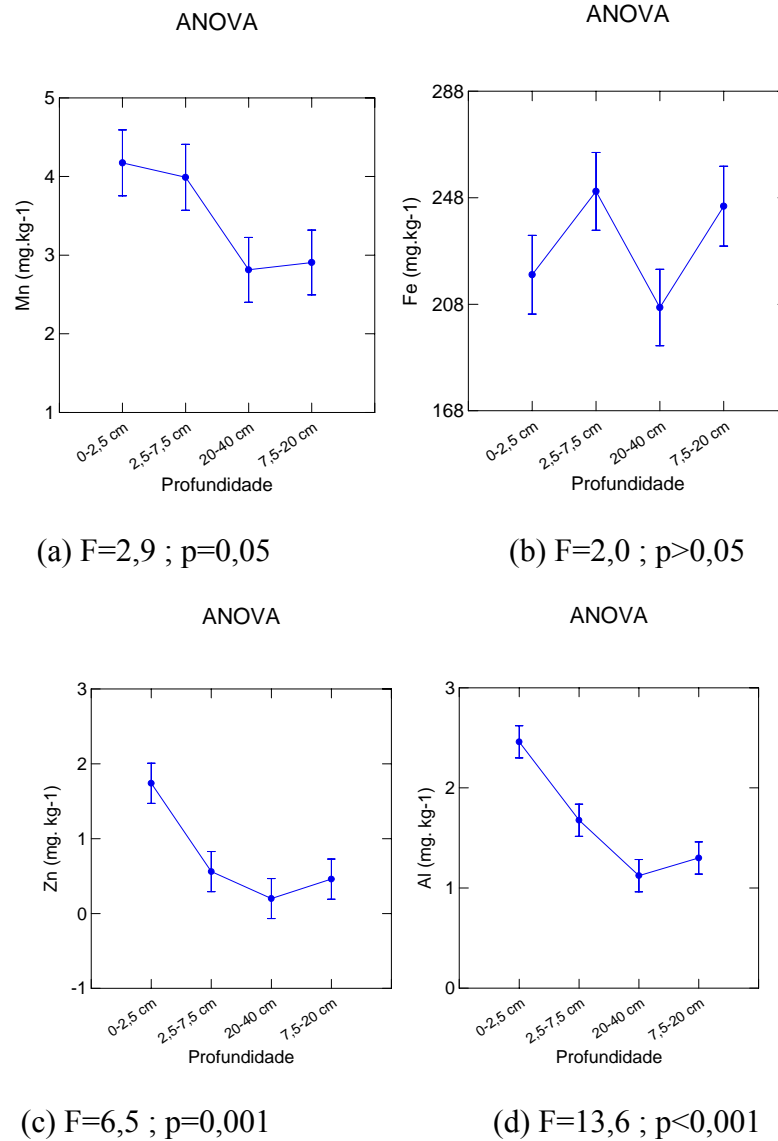 ANOVA
5
4
3
2
1
Mn (mg.kg-1)
0-2,5 cm
2,5-7,5 cm
20-40 cm
7,5-20 cm
Profundidade
(a) F=2,9 ; p=0,05
ANOVA
288
248
208
168
Fe (mg.kg-1)
0-2,5 cm
2,5-7,5 cm
20-40 cm
7,5-20 cm
Profundidade
(b) F=2,0 ; p>0,05
ANOVA
3
2
1
0
-1
Zn (mg. kg-1)
0-2,5 cm
2,5-7,5 cm
20-40 cm
7,5-20 cm
Profundidade
(c) F=6,5 ; p=0,001
ANOVA
3
2
1
0
Al (mg. kg-1)
0-2,5 cm
2,5-7,5 cm
20-40 cm
7,5-20 cm
Profundidade
(d) F=13,6 ; p<0,001